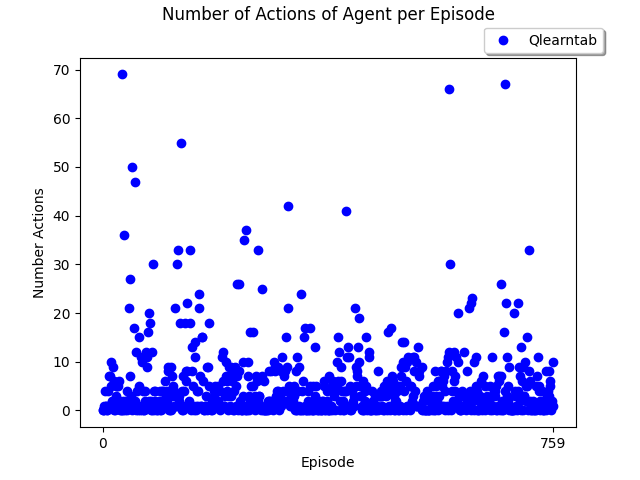 Number of Actions of Agent per Episode
Qlearntab
70
60
50
40
30
20
10
0
Number Actions
0 759
Episode